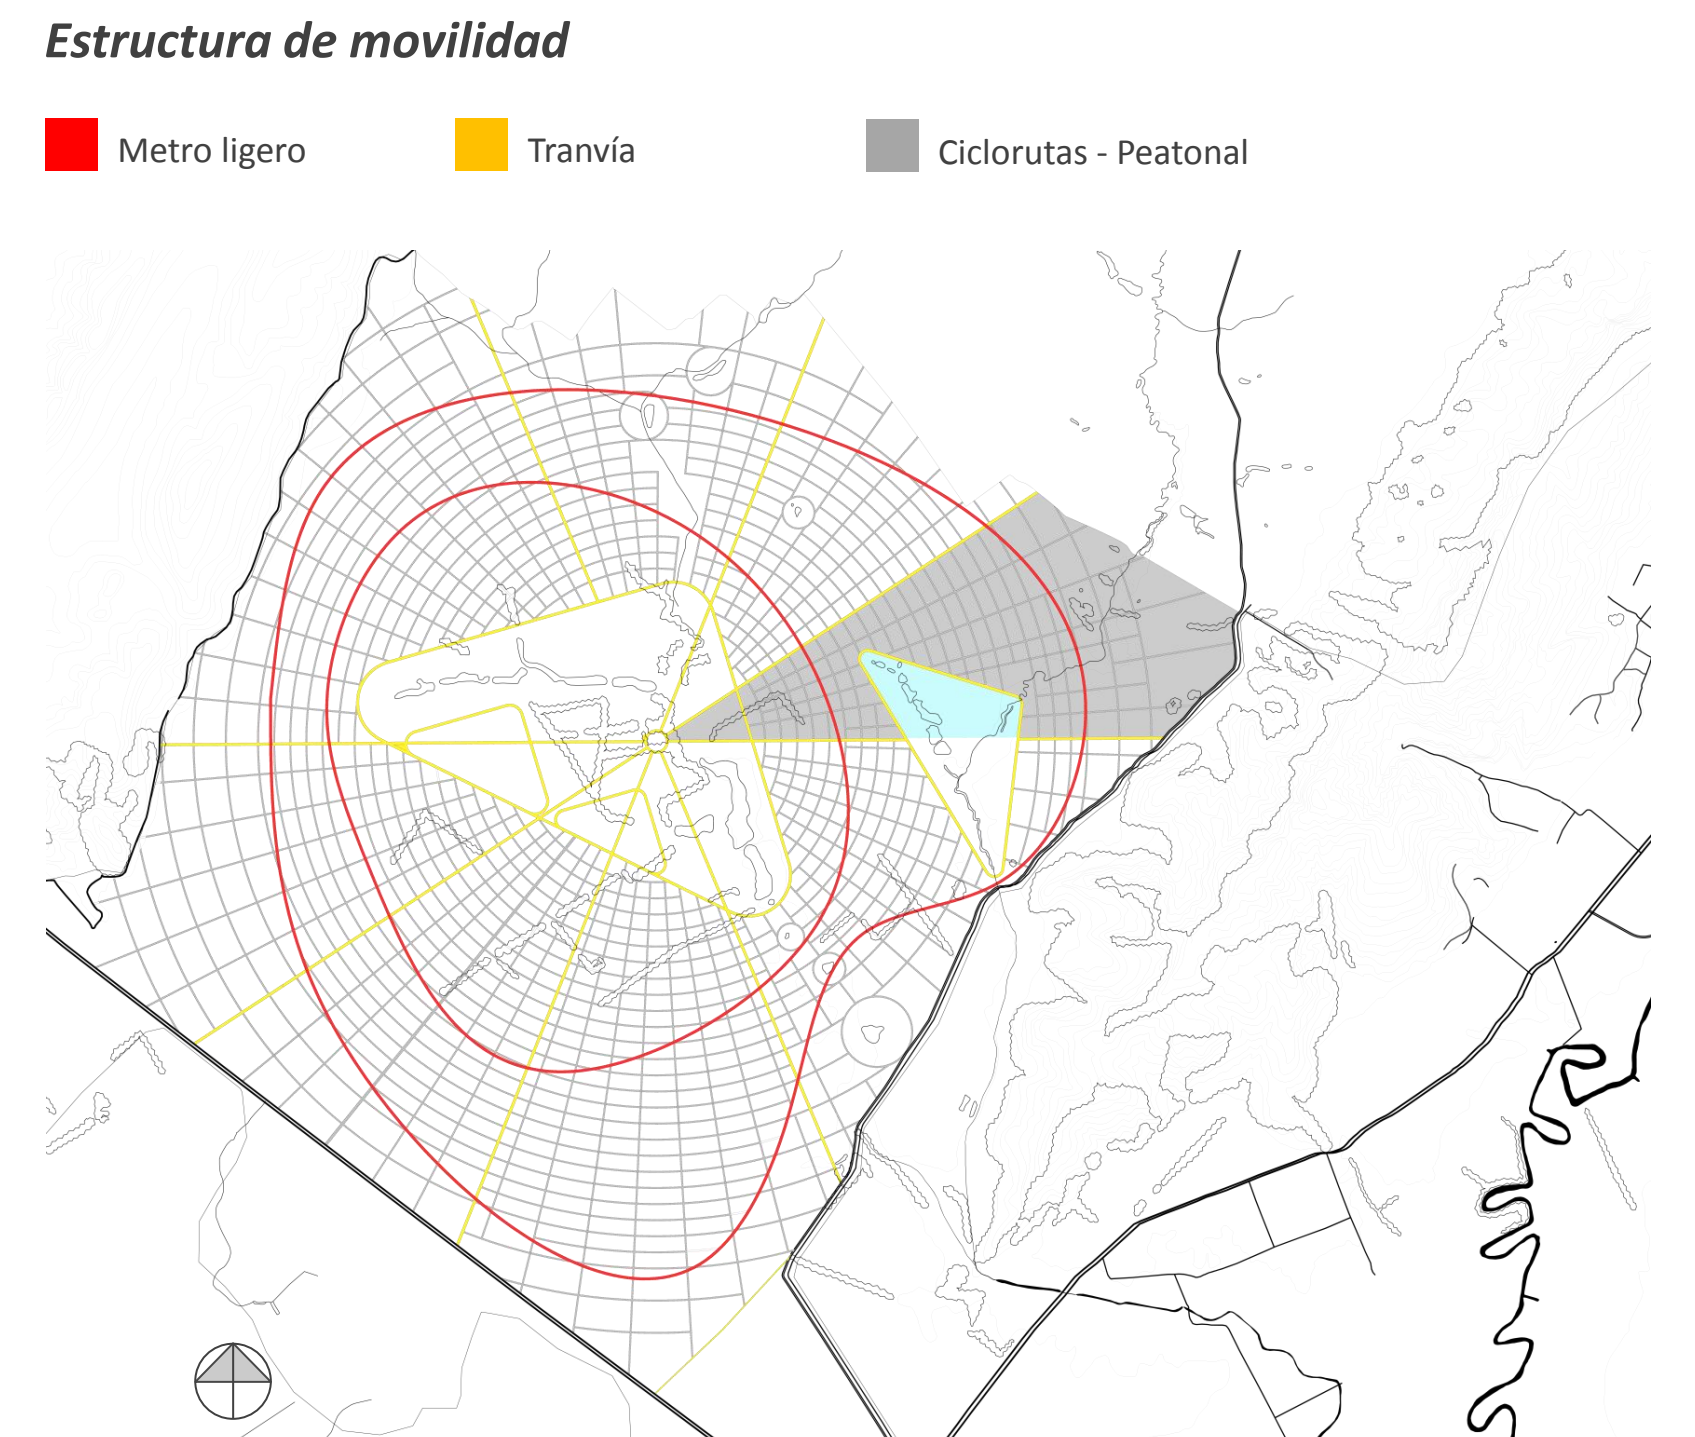 Estructura de movilidad
Metro ligero
Tranvía
Ciclorutas - Peatonal